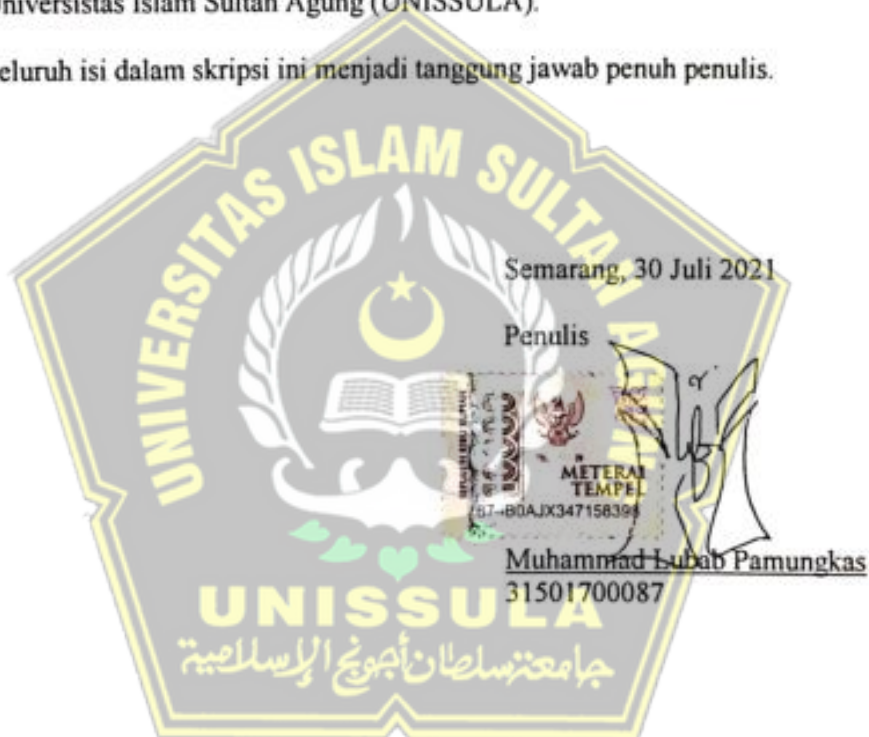 Universistas Islam Sultan Agung (UNISSULA).
eluruh isi dalam skripsi ini menjadi tanggung jawab penuh penulis.
UNIVERSITAS ISLAM SULTAN AGUNG
Semarang, 30 Juli 2021
Penulis
METERAI
TEMPEL
Muhammad Lubab Pamungkas
31501700087
UNISSULA
جامعة سلطان أجونج الإسلامية